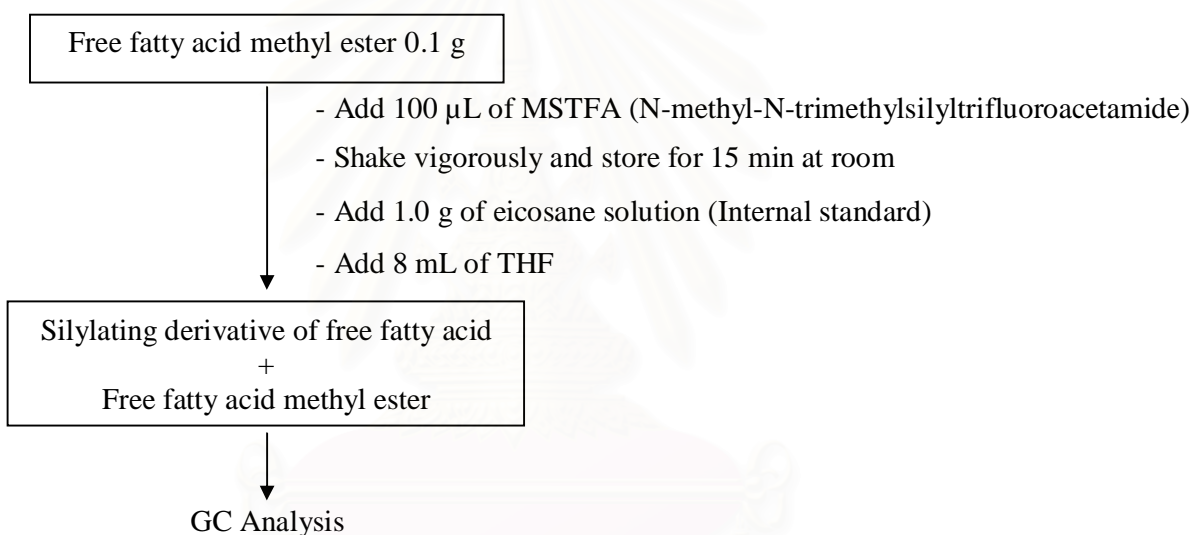 Free fatty acid methyl ester 0.1 g
- Add 100 µL of MSTFA (N-methyl-N-trimethylsilyltrifluoroacetamide)
- Shake vigorously and store for 15 min at room
- Add 1.0 g of eicosane solution (Internal standard)
- Add 8 mL of THF
Silylating derivative of free fatty acid
+
Free fatty acid methyl ester
GC Analysis